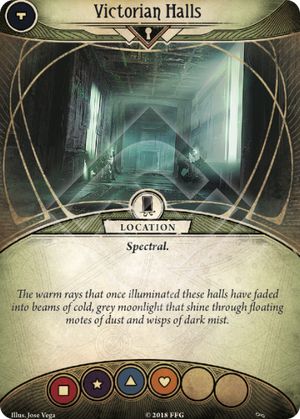 Victorian Halls
LOCATION
Spectral.
The warm rays that once illuminated these halls have faded
into beams of cold, grey moonlight that shine through floating
motes of dust and wisps of dark mist.
Illus. Jose Vega
© 2018 FFG